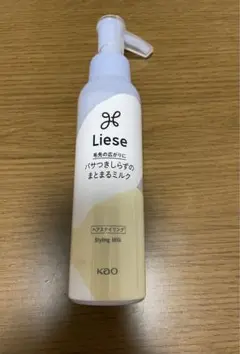 Liese
毛先の広がりに
パサつきしらずの
まとまるミルク
ヘアスタイリング
Styling Milk
Kao